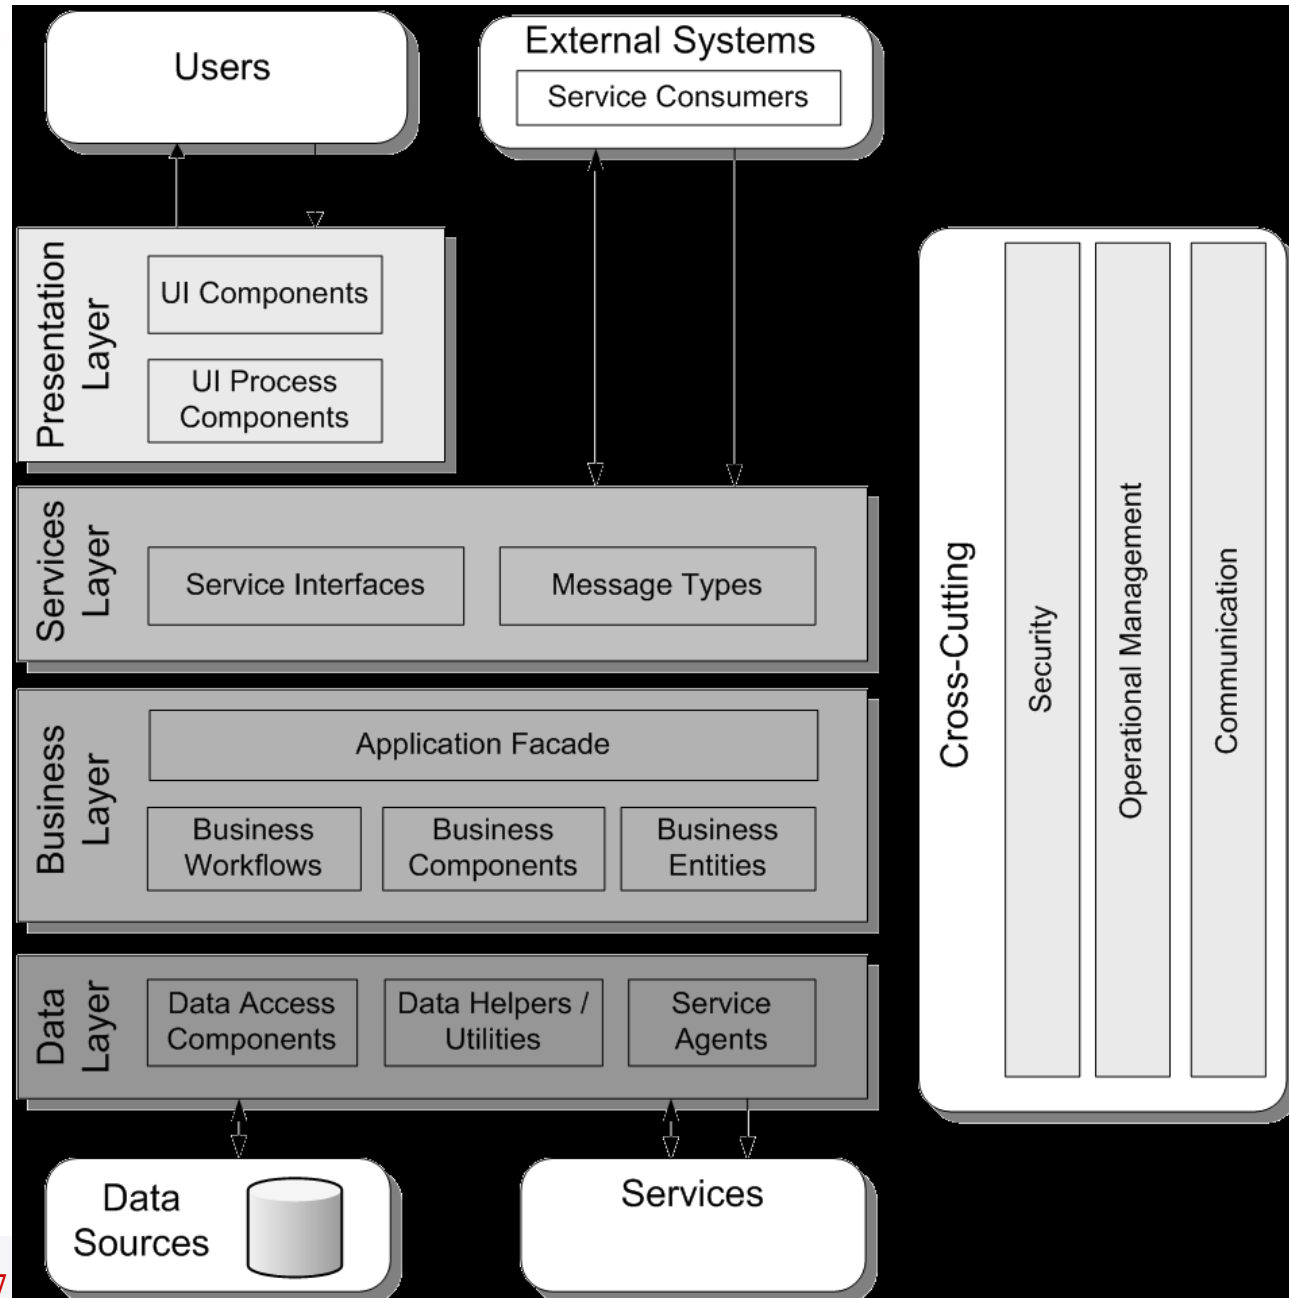 Users
External Systems
Service Consumers
Presentation
Layer
UI Components
UI Process
Components
Services
Layer
Service Interfaces
Message Types
Business
Layer
Application Facade
Business
Workflows
Business
Components
Business
Entities
Data
Layer
Data Access
Components
Data Helpers /
Utilities
Service
Agents
Data
Sources
Services
Cross-Cutting
Security
Operational Management
Communication
7